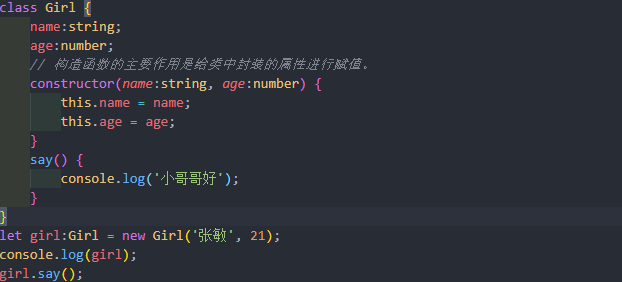 class Girl {
    name:string;
    age:number;
    // 构造函数的主要作用是给类中封装的属性进行赋值。
    constructor(name:string, age:number) {
        this.name = name;
        this.age = age;
    }
    say() {
        console.log('小哥哥好');
    }
}
let girl:Girl = new Girl('张敏', 21);
console.log(girl);
girl.say();